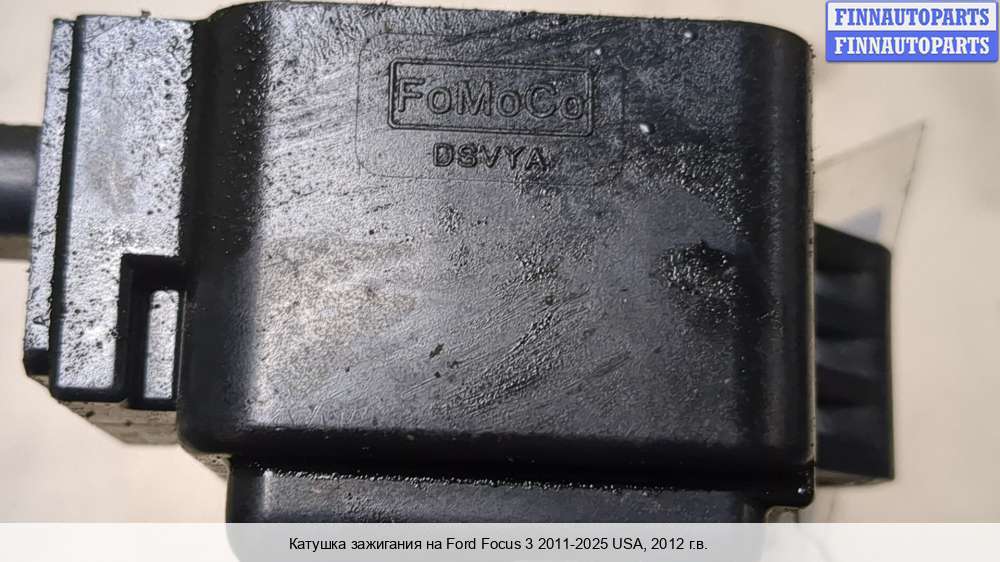 FINNAUTOPARTS
FINNAUTOPARTS
FoMoCo
DSVYA
Катушка зажигания на Ford Focus 3 2011-2025 USA, 2012 г.в.